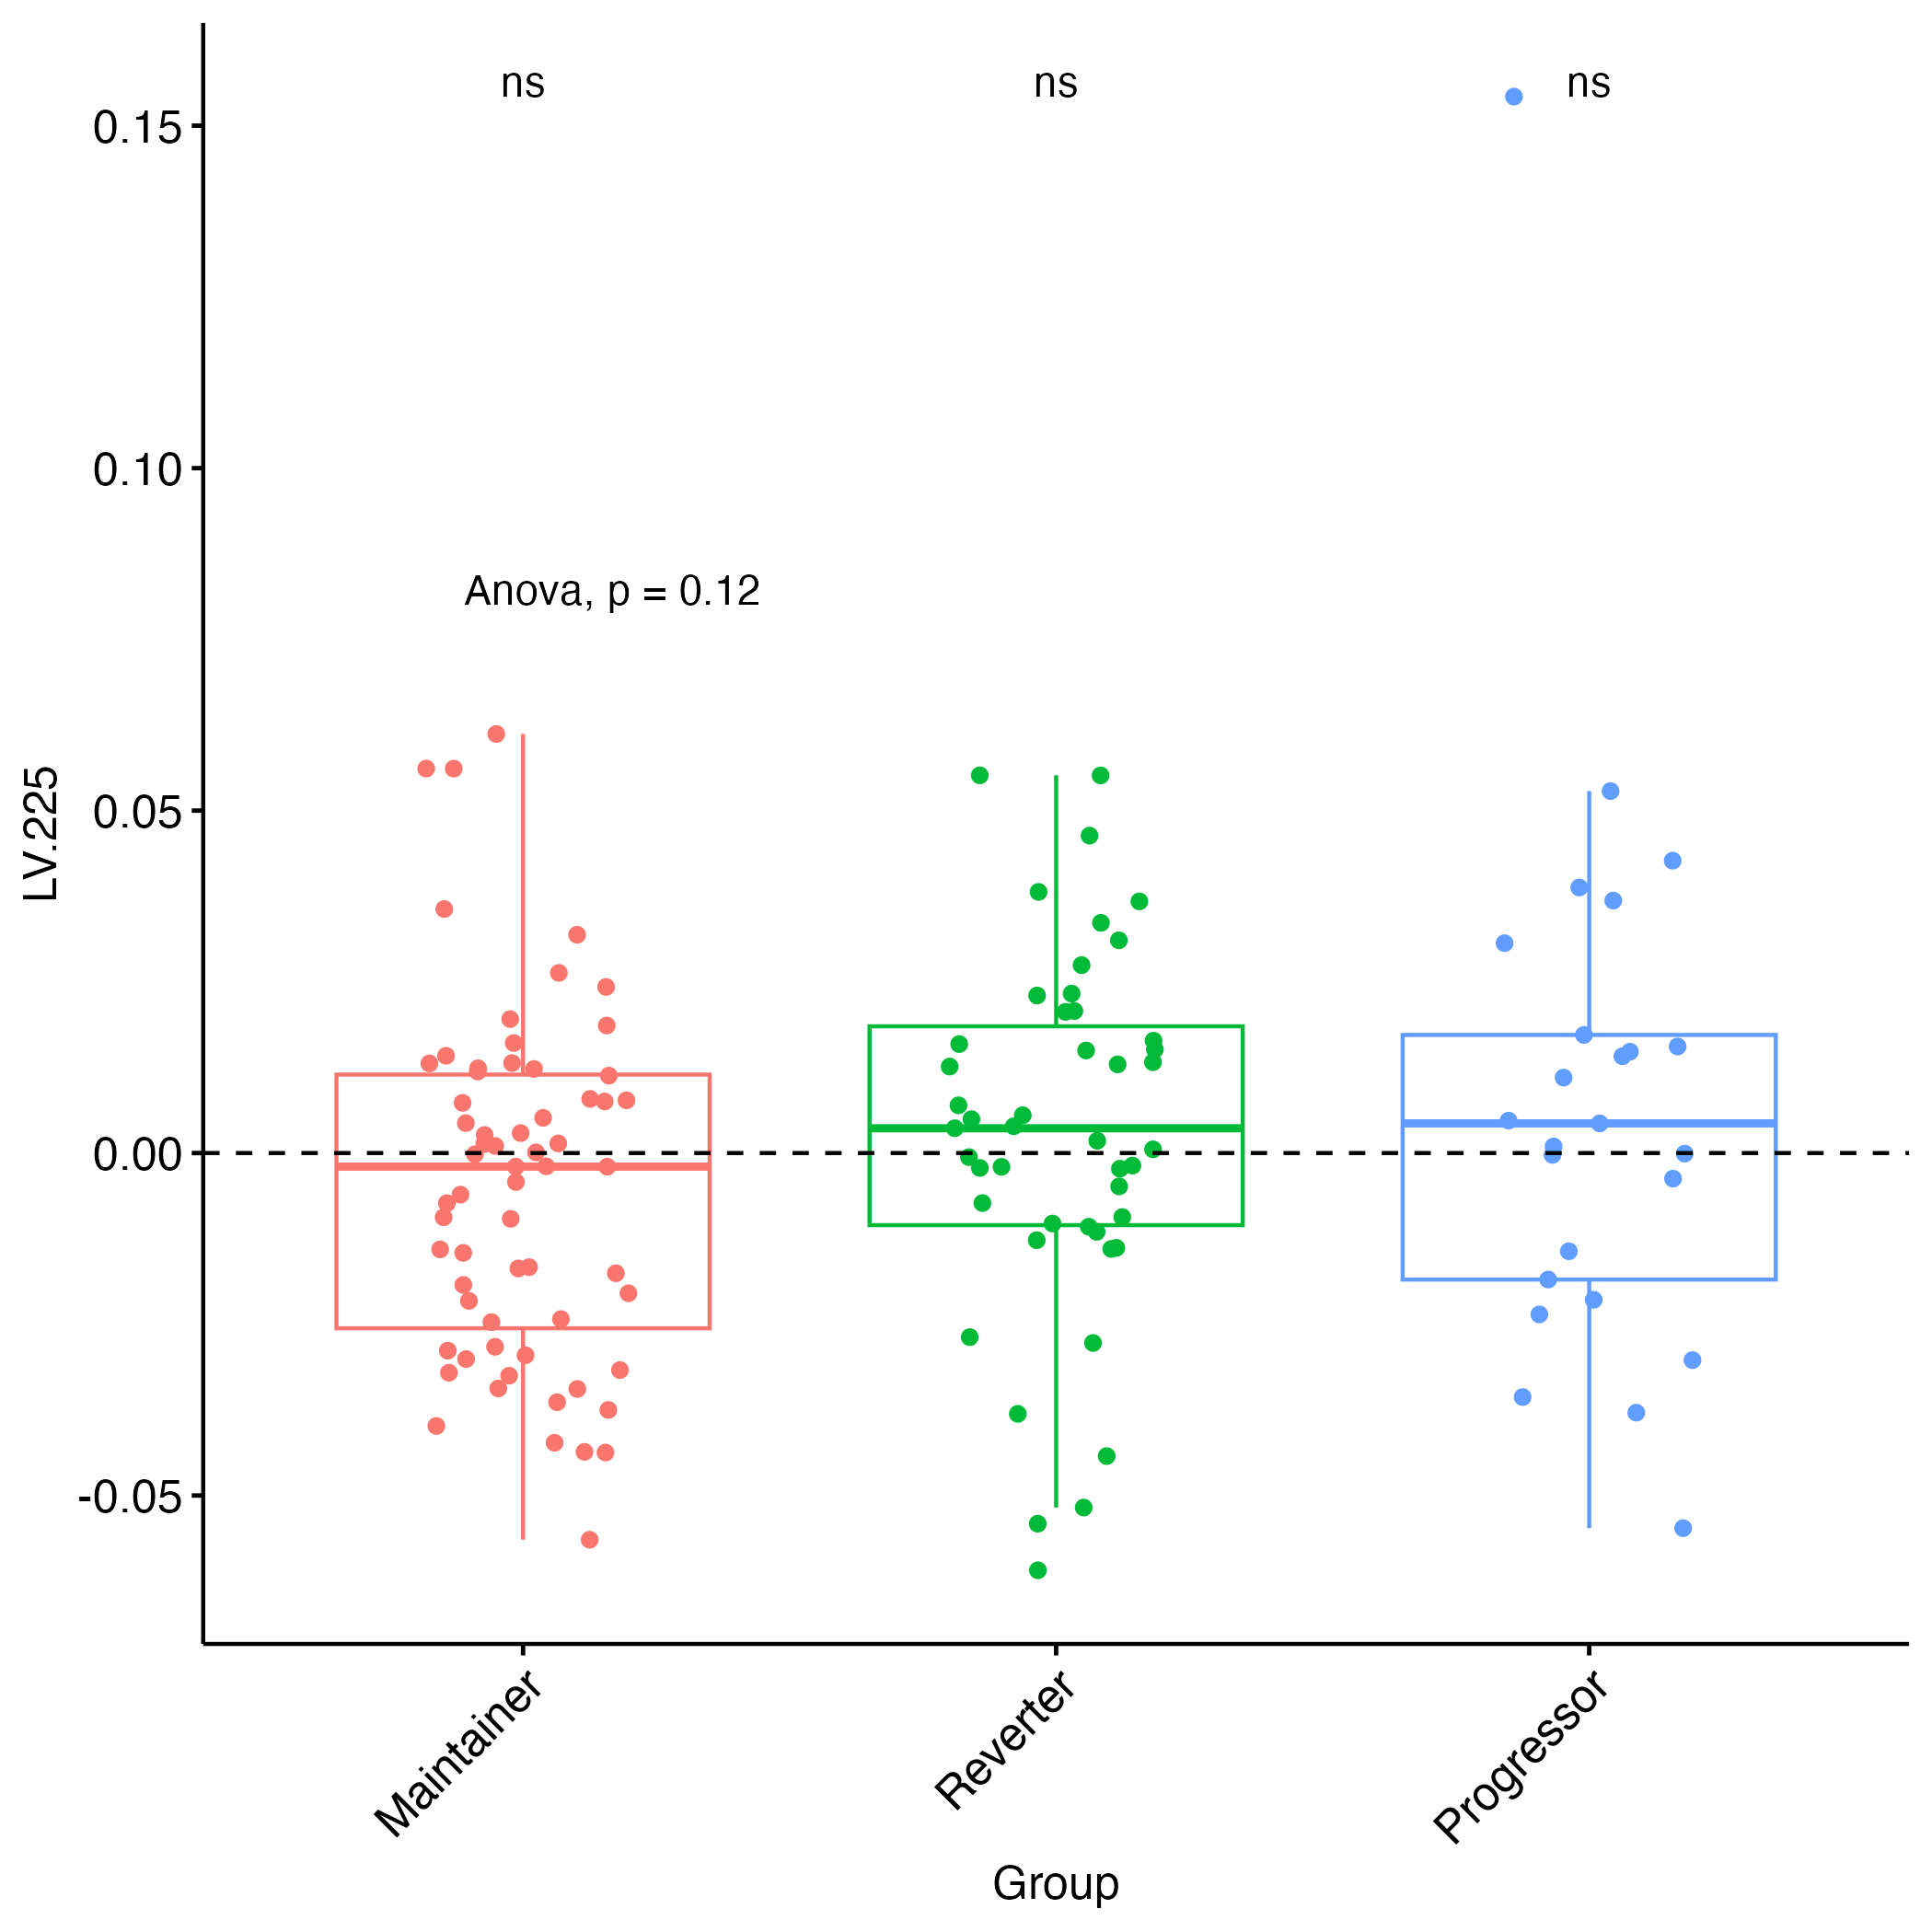 ns ns ns
0.15
0.10
Anova, p = 0.12
LV.225
0.05
0.00
-0.05
Maintainer Reverter Progressor
Group